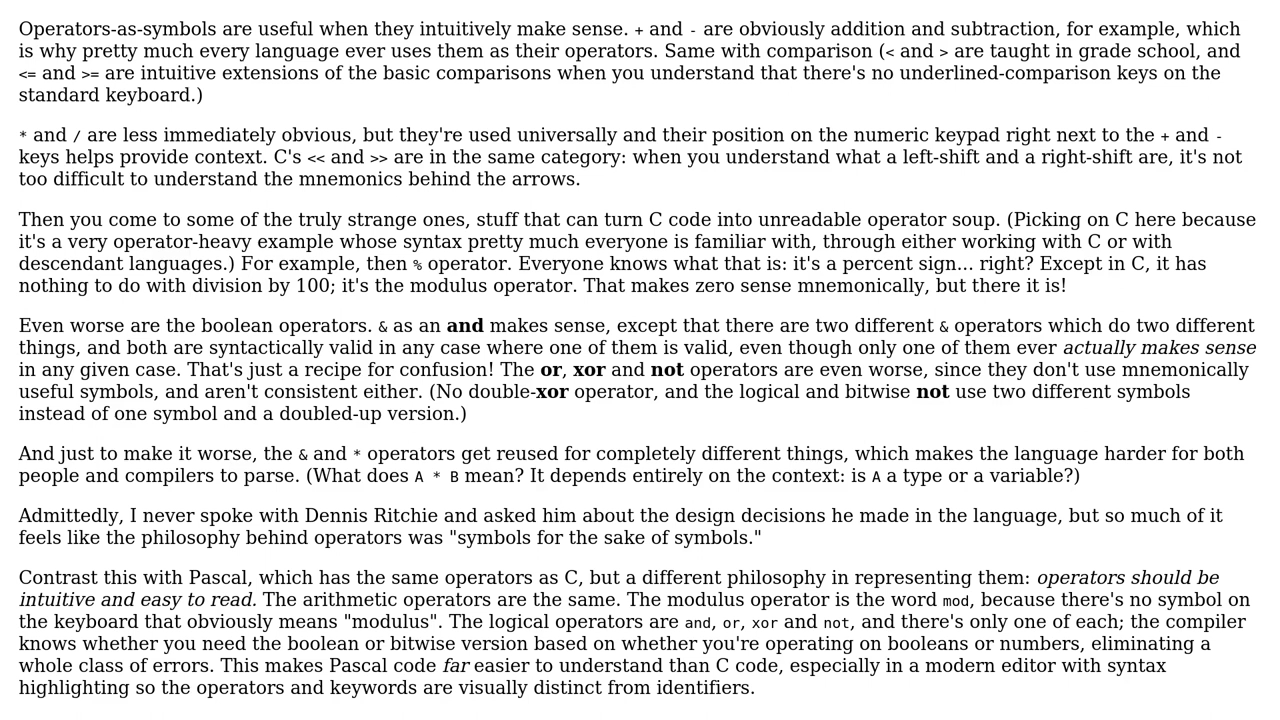 Operators-as-symbols are useful when they intuitively make sense. + and - are obviously addition and subtraction, for example, which
is why pretty much every language ever uses them as their operators. Same with comparison (< and > are taught in grade school, and
<= and >= are intuitive extensions of the basic comparisons when you understand that there's no underlined-comparison keys on the
standard keyboard.)
* and / are less immediately obvious, but they're used universally and their position on the numeric keypad right next to the + and -
keys helps provide context. C's << and >> are in the same category: when you understand what a left-shift and a right-shift are, it's not
too difficult to understand the mnemonics behind the arrows.
Then you come to some of the truly strange ones, stuff that can turn C code into unreadable operator soup. (Picking on C here because
it's a very operator-heavy example whose syntax pretty much everyone is familiar with, through either working with C or with
descendant languages.) For example, then % operator. Everyone knows what that is: it's a percent sign... right? Except in C, it has
nothing to do with division by 100; it's the modulus operator. That makes zero sense mnemonically, but there it is!
Even worse are the boolean operators. & as an and makes sense, except that there are two different & operators which do two different
things, and both are syntactically valid in any case where one of them is valid, even though only one of them ever actually makes sense
in any given case. That's just a recipe for confusion! The or, xor and not operators are even worse, since they don't use mnemonically
useful symbols, and aren't consistent either. (No double-xor operator, and the logical and bitwise not use two different symbols
instead of one symbol and a doubled-up version.)
And just to make it worse, the & and * operators get reused for completely different things, which makes the language harder for both
people and compilers to parse. (What does A * B mean? It depends entirely on the context: is A a type or a variable?)
Admittedly, I never spoke with Dennis Ritchie and asked him about the design decisions he made in the language, but so much of it
feels like the philosophy behind operators was "symbols for the sake of symbols."
Contrast this with Pascal, which has the same operators as C, but a different philosophy in representing them: operators should be
intuitive and easy to read. The arithmetic operators are the same. The modulus operator is the word mod, because there's no symbol on
the keyboard that obviously means "modulus". The logical operators are and, or, xor and not, and there's only one of each; the compiler
knows whether you need the boolean or bitwise version based on whether you're operating on booleans or numbers, eliminating a
whole class of errors. This makes Pascal code far easier to understand than C code, especially in a modern editor with syntax
highlighting so the operators and keywords are visually distinct from identifiers.